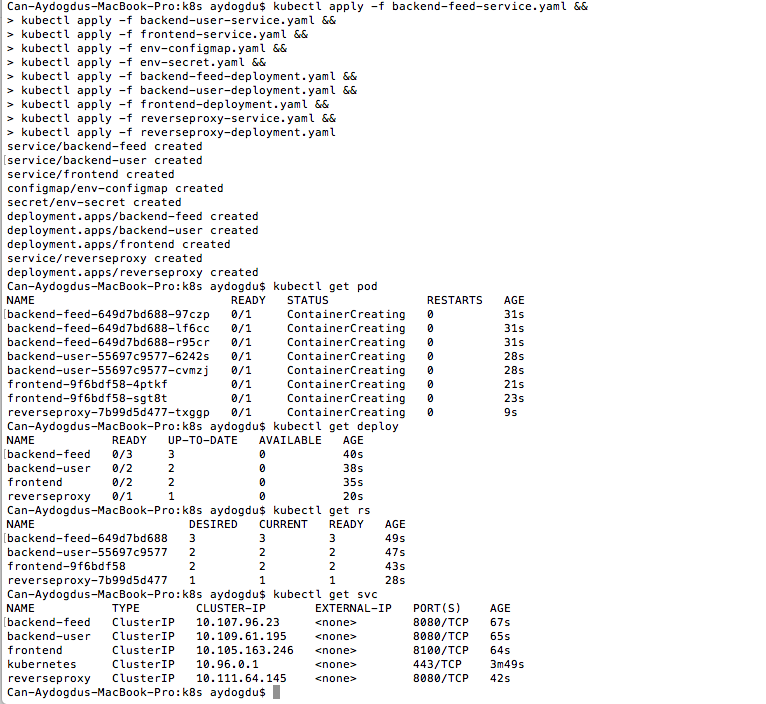 Can-Aydogdus-MacBook-Pro:k8s aydogdu$ kubectl apply -f backend-feed-service.yaml &&
> kubectl apply -f backend-user-service.yaml &&
> kubectl apply -f frontend-service.yaml &&
> kubectl apply -f env-configmap.yaml &&
> kubectl apply -f env-secret.yaml &&
> kubectl apply -f backend-feed-deployment.yaml &&
> kubectl apply -f backend-user-deployment.yaml &&
> kubectl apply -f frontend-deployment.yaml &&
> kubectl apply -f reverseproxy-service.yaml &&
> kubectl apply -f reverseproxy-deployment.yaml
service/backend-feed created
[service/backend-user created
service/frontend created
configmap/env-configmap created
secret/env-secret created
deployment.apps/backend-feed created
deployment.apps/backend-user created
deployment.apps/frontend created
service/reverseproxy created
deployment.apps/reverseproxy created
Can-Aydogdus-MacBook-Pro:k8s aydogdu$ kubectl get pod
NAME                            READY   STATUS              RESTARTS   AGE
[backend-feed-649d7bd688-97czp   0/1     ContainerCreating   0          31s
backend-feed-649d7bd688-lf6cc   0/1     ContainerCreating   0          31s
backend-feed-649d7bd688-r95cr   0/1     ContainerCreating   0          31s
backend-user-55697c9577-6242s   0/1     ContainerCreating   0          28s
backend-user-55697c9577-cvmzj   0/1     ContainerCreating   0          28s
frontend-9f6bdf58-4ptkf         0/1     ContainerCreating   0          21s
frontend-9f6bdf58-sgt8t         0/1     ContainerCreating   0          23s
reverseproxy-7b99d5d477-txggp   0/1     ContainerCreating   0          9s
Can-Aydogdus-MacBook-Pro:k8s aydogdu$ kubectl get deploy
NAME           READY   UP-TO-DATE   AVAILABLE   AGE
[backend-feed   0/3     3            0           40s
backend-user   0/2     2            0           38s
frontend       0/2     2            0           35s
reverseproxy   0/1     1            0           20s
Can-Aydogdus-MacBook-Pro:k8s aydogdu$ kubectl get rs
NAME                      DESIRED   CURRENT   READY   AGE
[backend-feed-649d7bd688   3         3         3       49s
backend-user-55697c9577   2         2         2       47s
frontend-9f6bdf58         2         2         2       43s
reverseproxy-7b99d5d477   1         1         1       28s
Can-Aydogdus-MacBook-Pro:k8s aydogdu$ kubectl get svc
NAME           TYPE        CLUSTER-IP       EXTERNAL-IP   PORT(S)    AGE
[backend-feed   ClusterIP   10.107.96.23     <none>        8080/TCP   67s
backend-user   ClusterIP   10.109.61.195    <none>        8080/TCP   65s
frontend       ClusterIP   10.105.163.246   <none>        8100/TCP   64s
kubernetes     ClusterIP   10.96.0.1        <none>        443/TCP    3m49s
reverseproxy   ClusterIP   10.111.64.145    <none>        8080/TCP   42s
Can-Aydogdus-MacBook-Pro:k8s aydogdu$